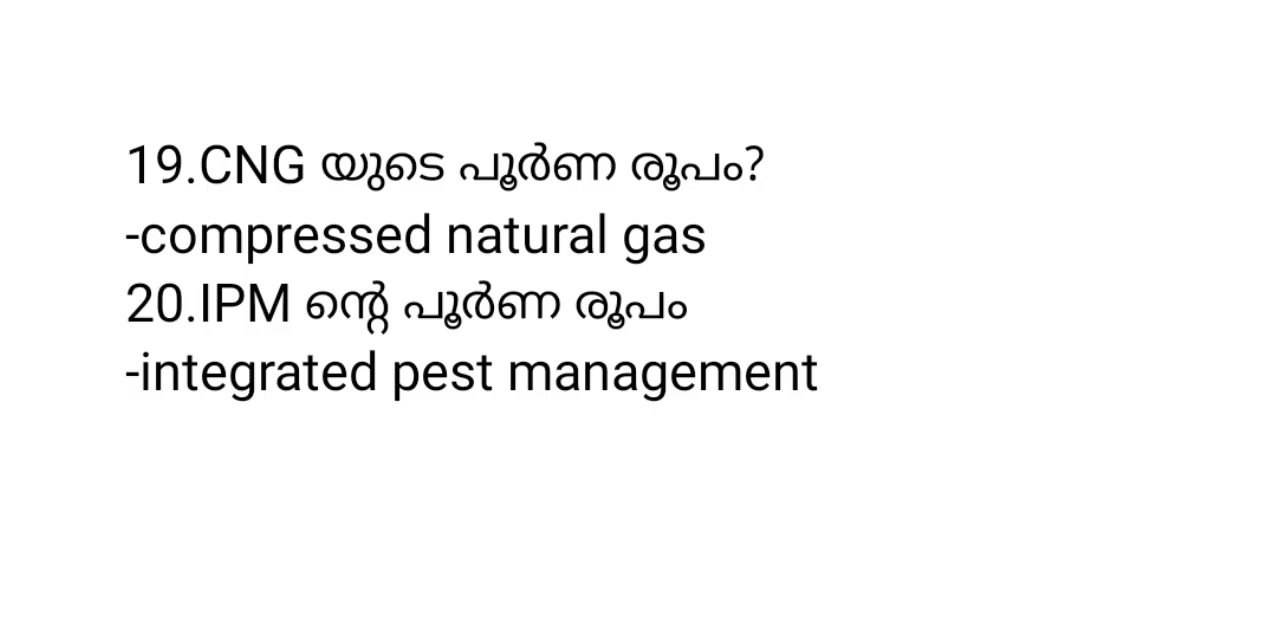 19.CNG യുടെ പൂർണ രൂപം?
-compressed natural gas
20.IPM ന്റെ പൂർണ രൂപം
-integrated pest management